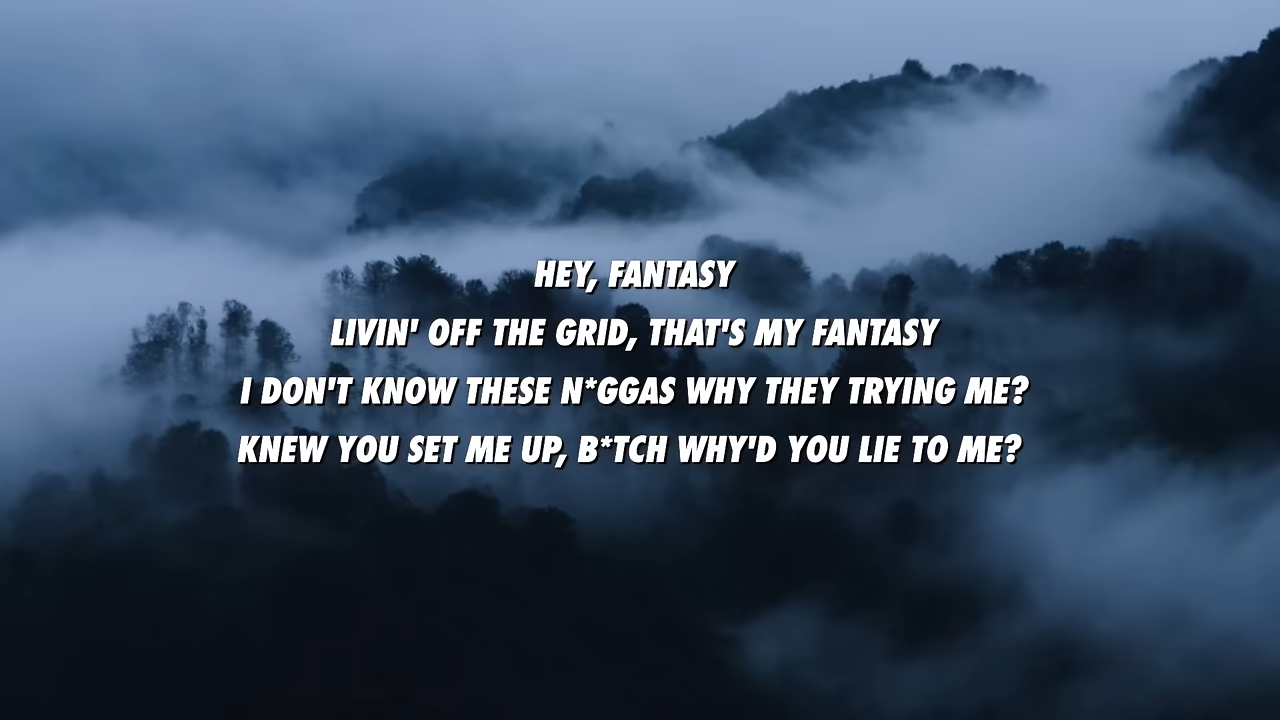 HEY, FANTASY
LIVIN' OFF THE GRID, THAT'S MY FANTASY
I DON'T KNOW THESE N*GGAS WHY THEY TRYING ME?
KNEW YOU SET ME UP, B*TCH WHY'D YOU LIE TO ME?